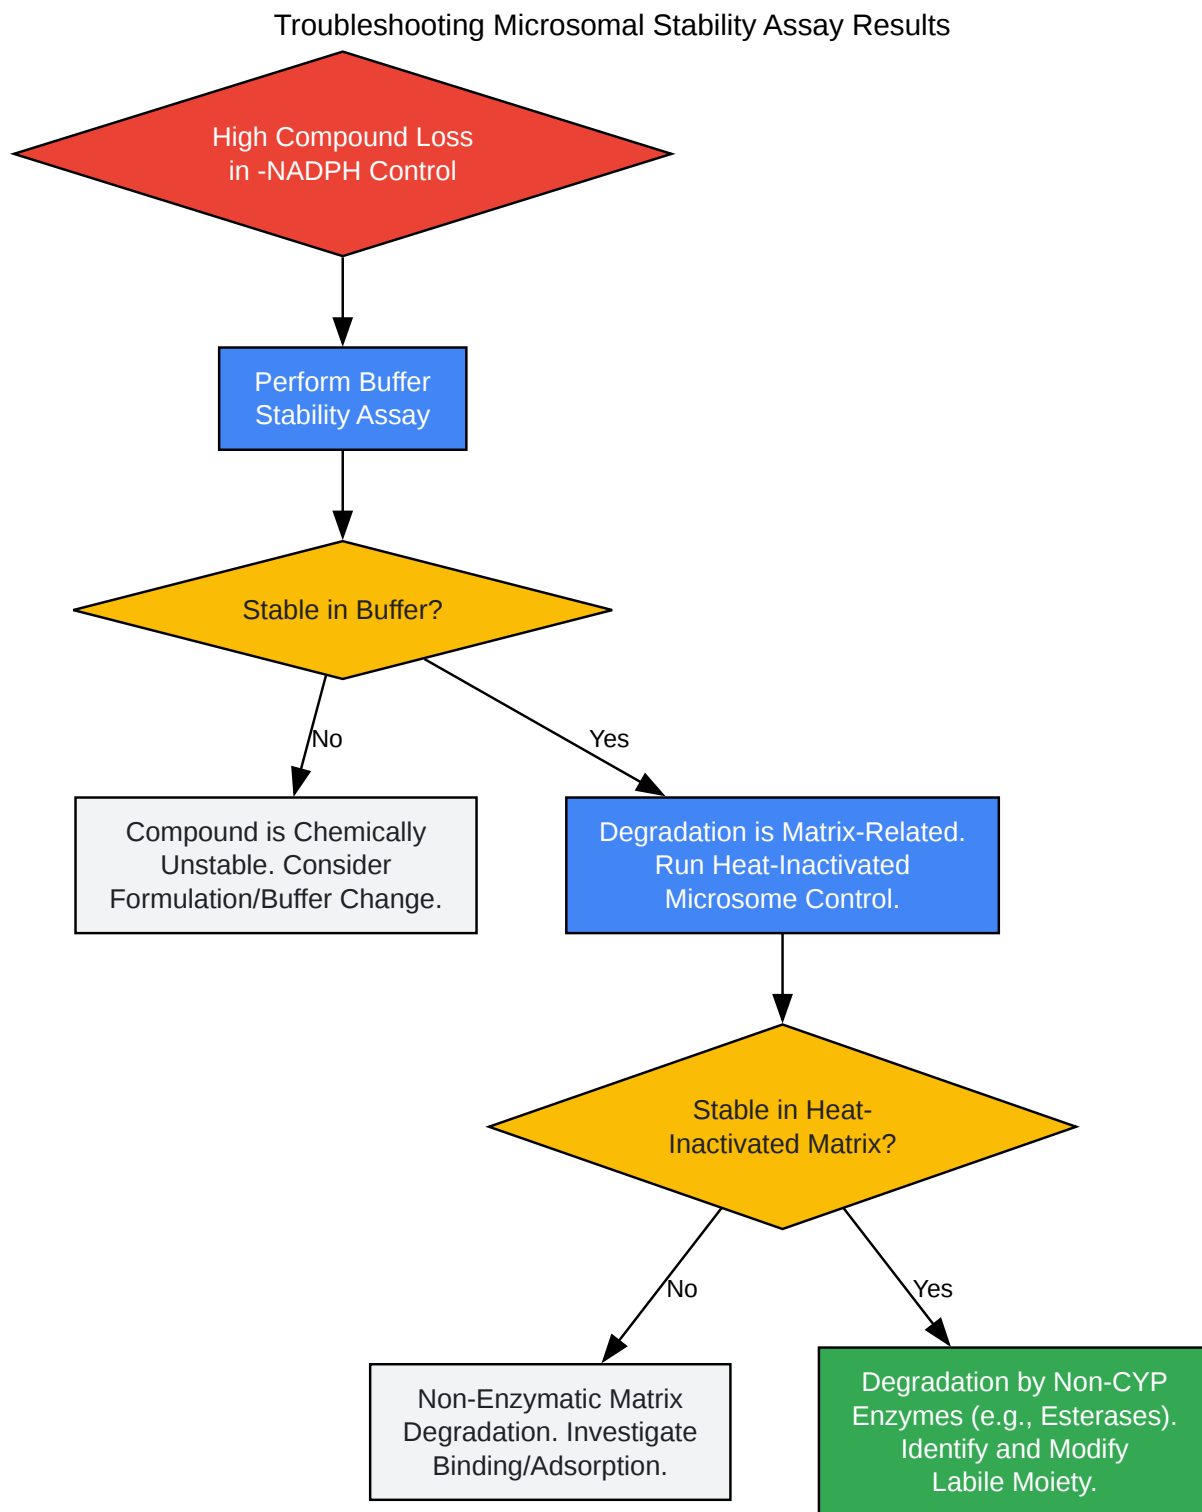 Troubleshooting Microsomal Stability Assay Results
High Compound Loss
in -NADPH Control
Perform Buffer
Stability Assay
Stable in Buffer?
No
Yes
Compound is Chemically
Unstable. Consider
Formulation/Buffer Change.
Degradation is Matrix-Related.
Run Heat-Inactivated
Microsome Control.
Stable in Heat-
Inactivated Matrix?
No
Yes
Non-Enzymatic Matrix
Degradation. Investigate
Binding/Adsorption.
Degradation by Non-CYP
Enzymes (e.g., Esterases).
Identify and Modify
Labile Moiety.